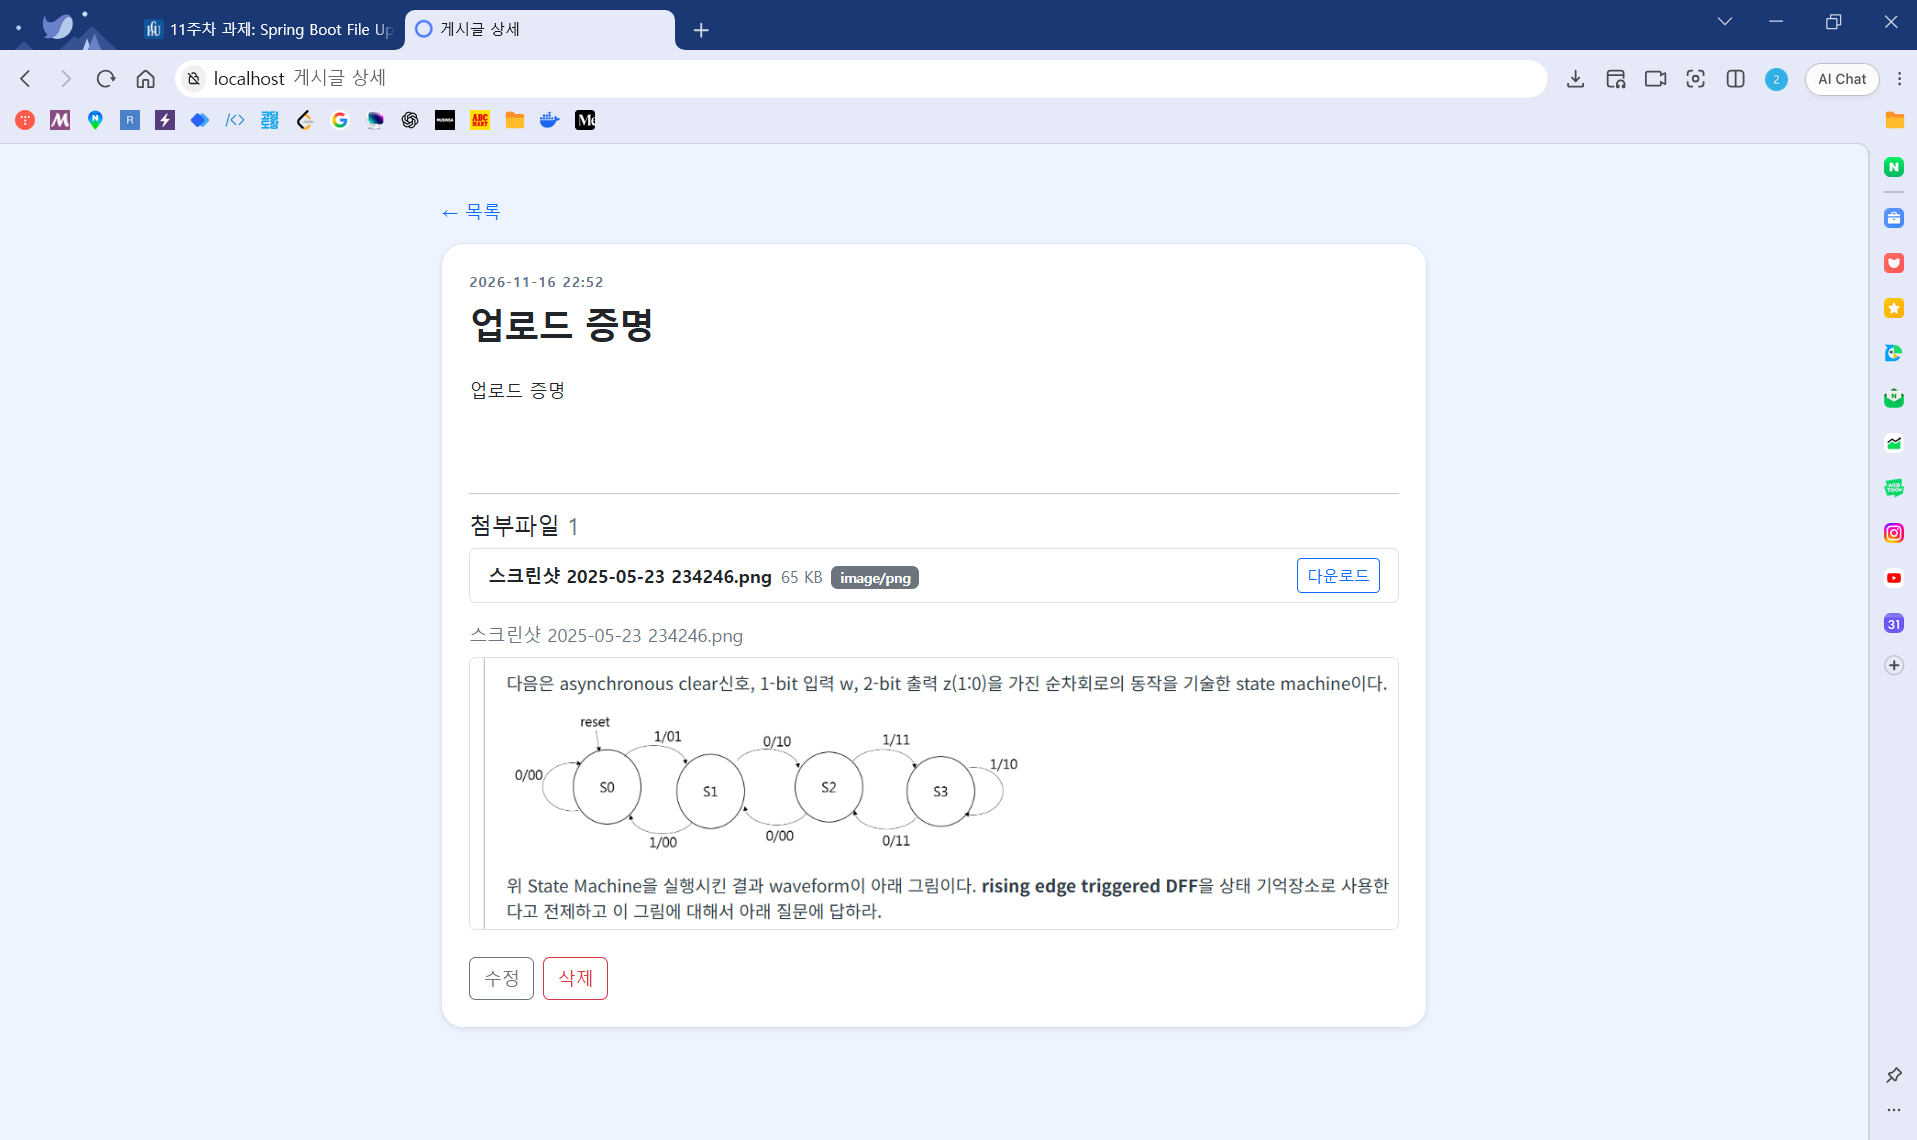 11주차 과제: Spring Boot File Up
게시글 상세
localhost 게시글 상세
2
AI Chat
← 목록
2026-11-16 22:52
업로드 증명
업로드 증명
첨부파일 1
스크린샷 2025-05-23 234246.png 65 KB image/png 다운로드
스크린샷 2025-05-23 234246.png
다음은 asynchronous clear신호, 1-bit 입력 w, 2-bit 출력 z(1:0)을 가진 순차회로의 동작을 기술한 state machine이다.
reset
1/01 0/10 1/11 1/10
0/00 S0 S1 S2 S3
1/00 0/00 0/11
위 State Machine을 실행시킨 결과 waveform이 아래 그림이다. rising edge triggered DFF을 상태 기억장소로 사용한
다고 전제하고 이 그림에 대해서 아래 질문에 답하라.
수정 삭제
31